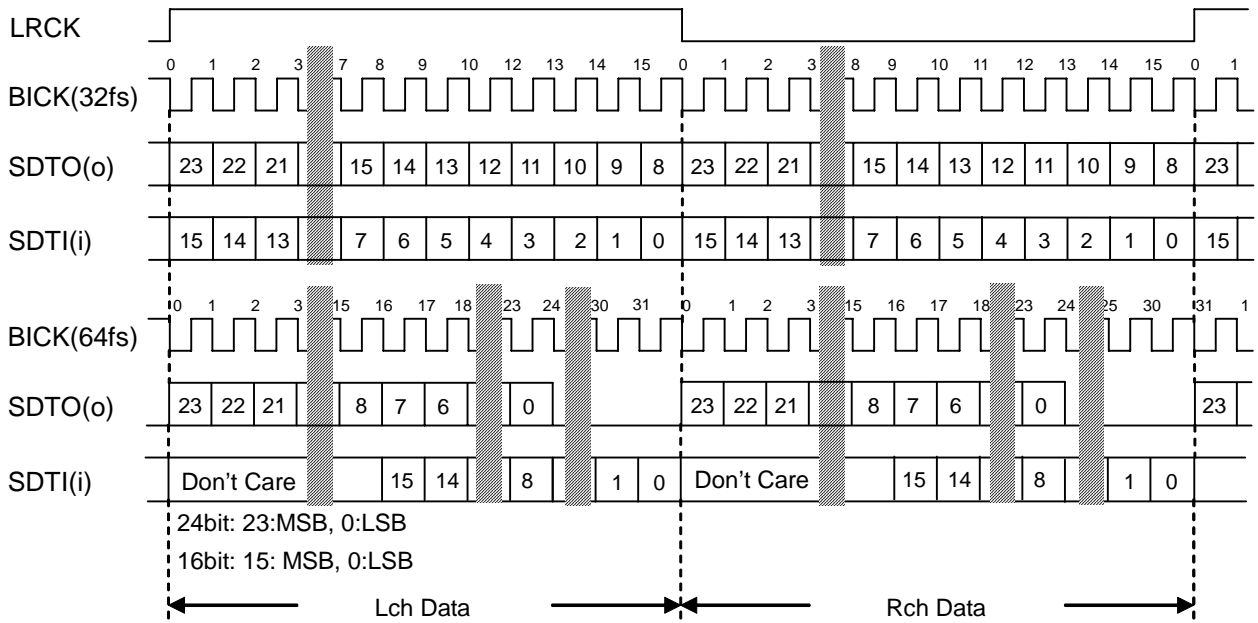 LRCK
0 1 2 3 7 8 9 10 11 12 13 14 15 0 1 2 3 8 9 10 11 12 13 14 15 0 1
BICK(32fs)
SDTO(o) 23 22 21 15 14 13 12 11 10 9 8 23 22 21 15 14 13 12 11 10 9 8 23
SDTI(i) 15 14 13 7 6 5 4 3 2 1 0 15 14 13 7 6 5 4 3 2 1 0 15
0 1 2 3 15 16 17 18 23 24 30 31 0 1 2 3 15 16 17 18 23 24 25 30 31 1
BICK(64fs)
SDTO(o) 23 22 21 8 7 6 0 23 22 21 8 7 6 0 23
SDTI(i) Don't Care 15 14 8 1 0 Don't Care 15 14 8 1 0
24bit: 23:MSB, 0:LSB
16bit: 15: MSB, 0:LSB
Lch Data Rch Data